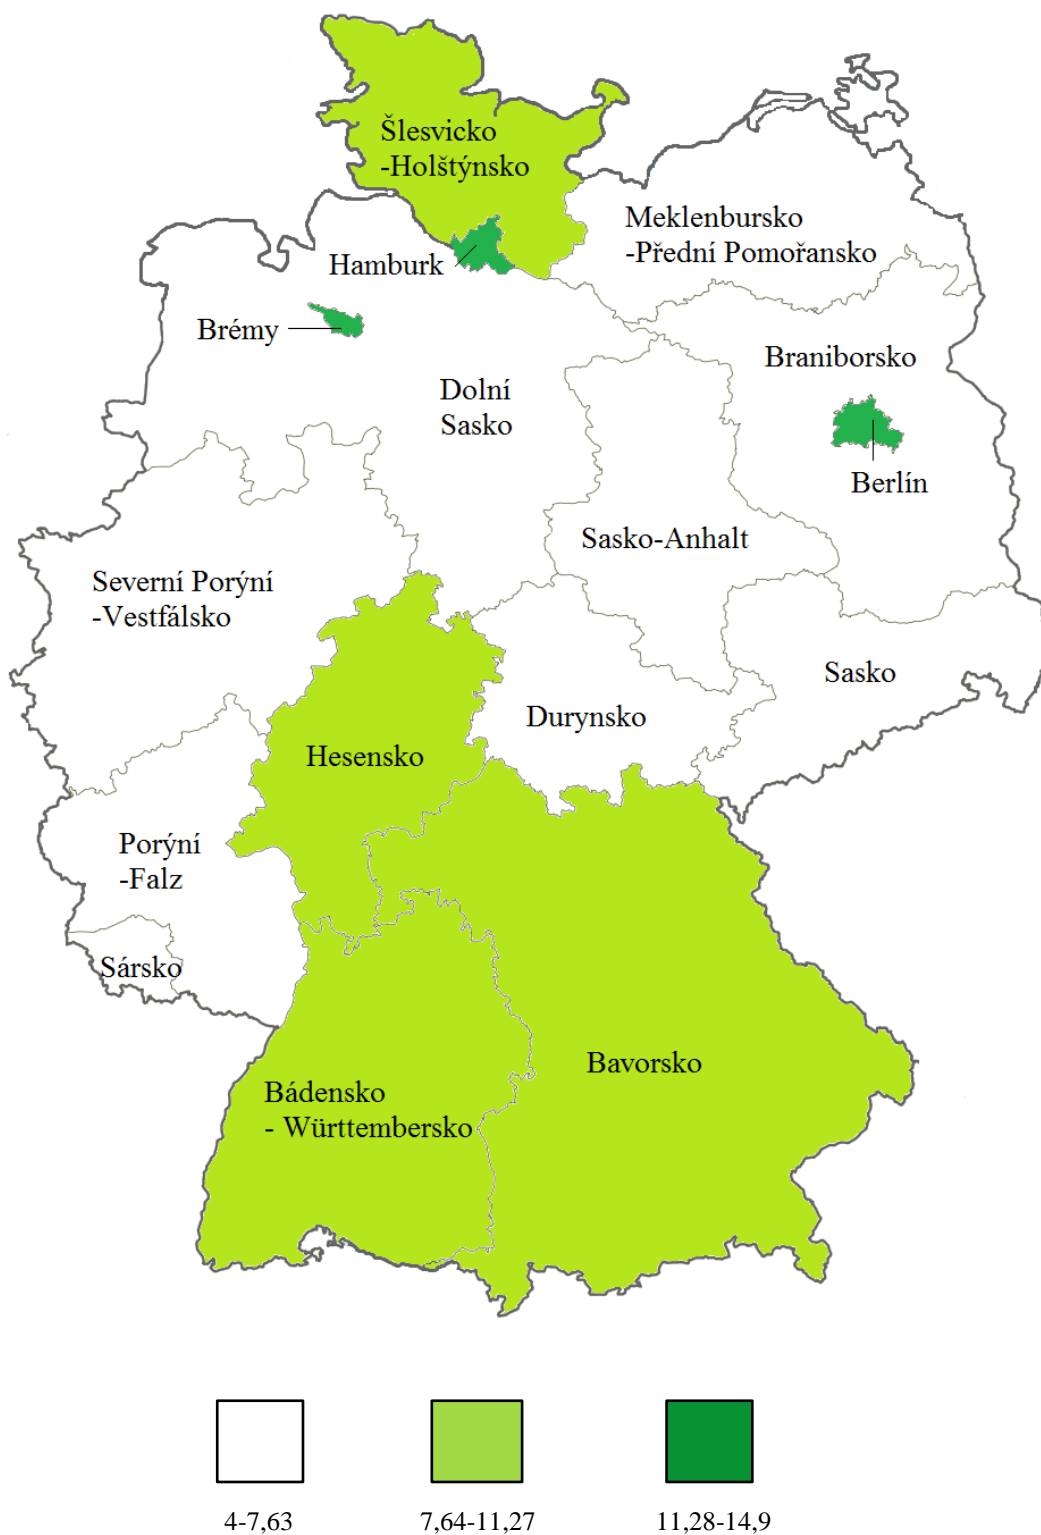 Šlesvicko
-Holštýnsko
Meklenbursko
-Přední Pomořansko
Hamburk
Brémy
Braniborsko
Dolní
Sasko
Berlín
Sasko-Anhalt
Severní Porýní
-Vestfálsko
Sasko
Durynsko
Hesensko
Porýní
-Falz
Sársko
Bavorsko
Bádensko
- Württembersko
4-7,63
7,64-11,27
11,28-14,9